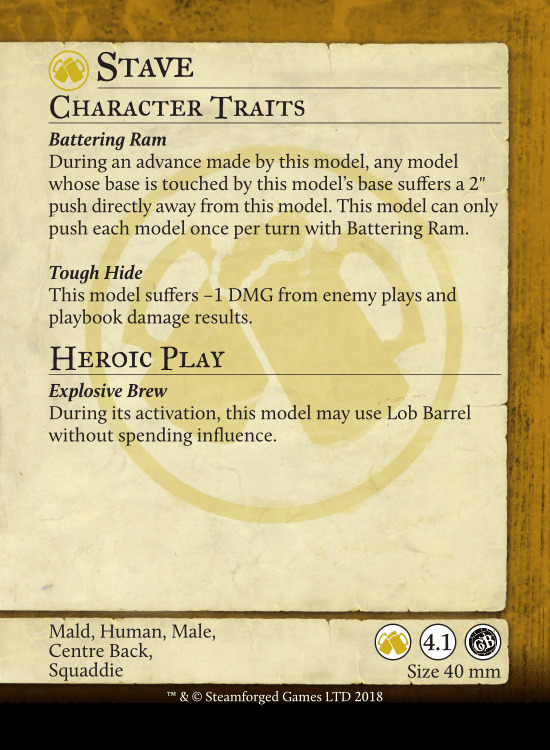 Stave
Character Traits
Battering Ram
During an advance made by this model, any model
whose base is touched by this model's base suffers a 2"
push directly away from this model. This model can only
push each model once per turn with Battering Ram.
Tough Hide
This model suffers –1 DMG from enemy plays and
playbook damage results.
Heroic Play
Explosive Brew
During its activation, this model may use Lob Barrel
without spending influence.
Mald, Human, Male,
Centre Back,
Squaddie
4.1
GB
Size 40 mm
™ & © Steamforged Games LTD 2018